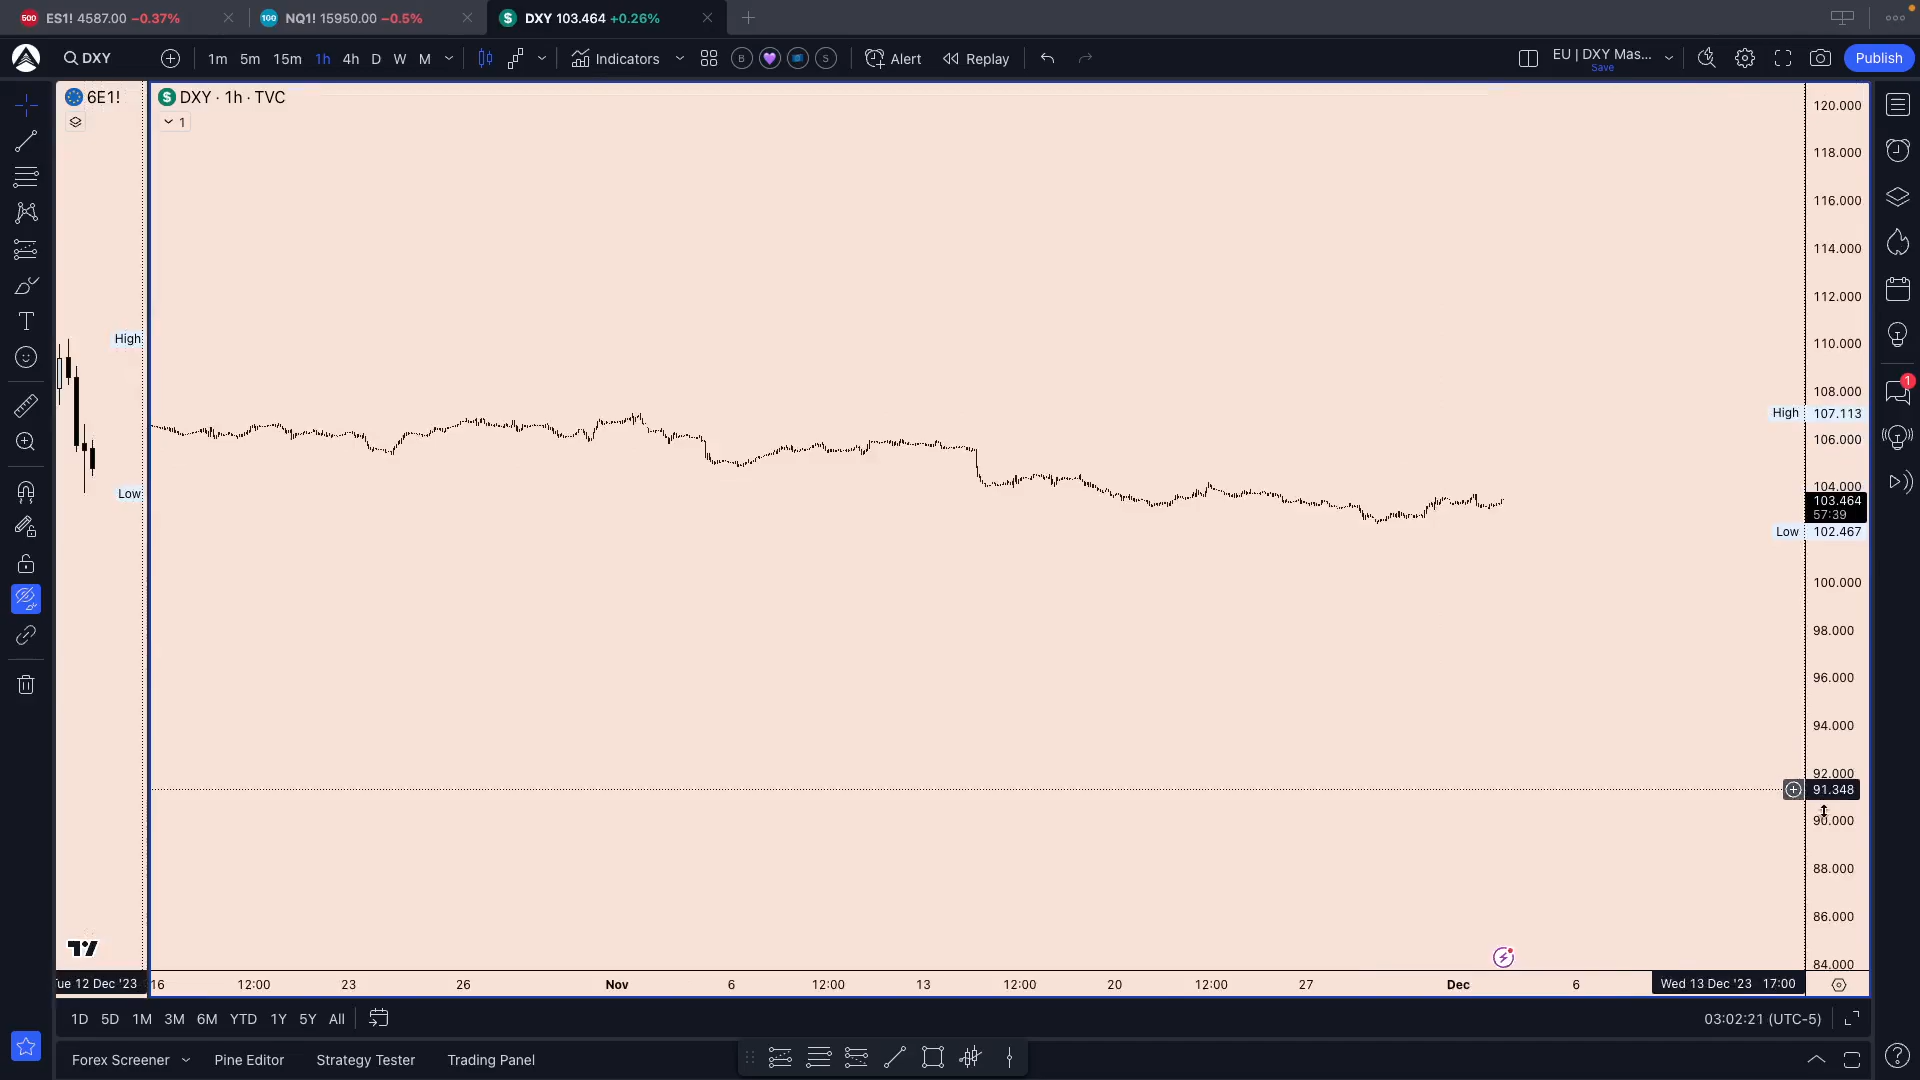 500 ES1! 4587.00 −0.37%
100 NQ1! 15950.00 −0.5%
$ DXY 103.464 +0.26%
DXY
1m 5m 15m 1h 4h D W M
Indicators
B
S
Alert
Replay
EU | DXY Mas...
Save
Publish
6E1!
$ DXY · 1h · TVC
1
High
Low
120.000
118.000
116.000
114.000
112.000
110.000
108.000
High 107.113
106.000
104.000
103.464
57:39
Low 102.467
100.000
98.000
96.000
94.000
92.000
91.348
90.000
88.000
86.000
84.000
1
T
ue 12 Dec '23
16 12:00 23 26 Nov 6 12:00 13 12:00 20 12:00 27 Dec 6
Wed 13 Dec '23 17:00
1D 5D 1M 3M 6M YTD 1Y 5Y All
03:02:21 (UTC-5)
Forex Screener
Pine Editor
Strategy Tester
Trading Panel